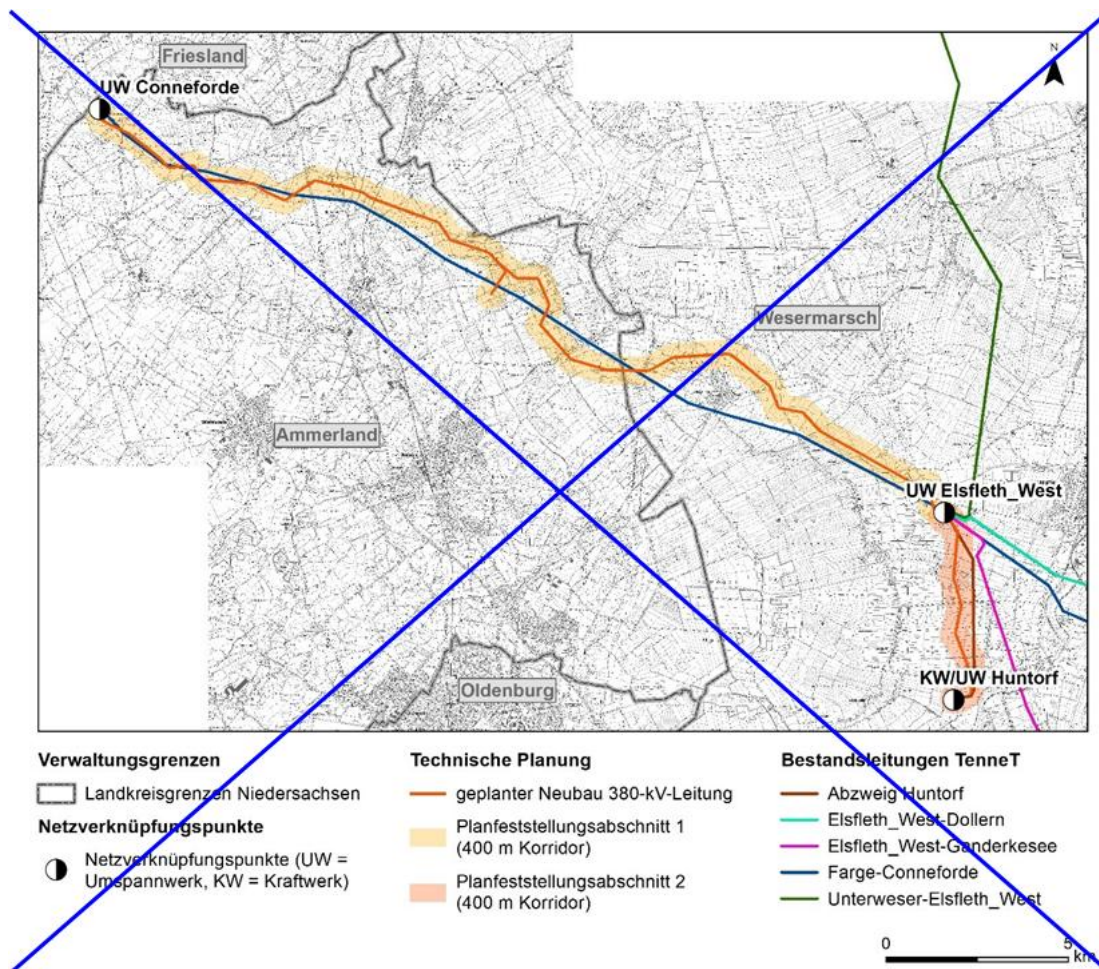 Friesland
N
UW Conneforde
Wesermarsch
Ammerland
UW Elsfleth_West
KW/UW Huntorf
Oldenburg
Verwaltungsgrenzen
Landkreisgrenzen Niedersachsen
Netzverknüpfungspunkte
Netzverknüpfungspunkte (UW =
Umspannwerk, KW = Kraftwerk)
Technische Planung
geplanter Neubau 380-kV-Leitung
Planfeststellungsabschnitt 1
(400 m Korridor)
Planfeststellungsabschnitt 2
(400 m Korridor)
Bestandsleitungen TenneT
Abzweig Huntorf
Elsfleth_West-Dollern
Elsfleth_West-Ganderkesee
Farge-Conneforde
Unterweser-Elsfleth_West
0 5
km